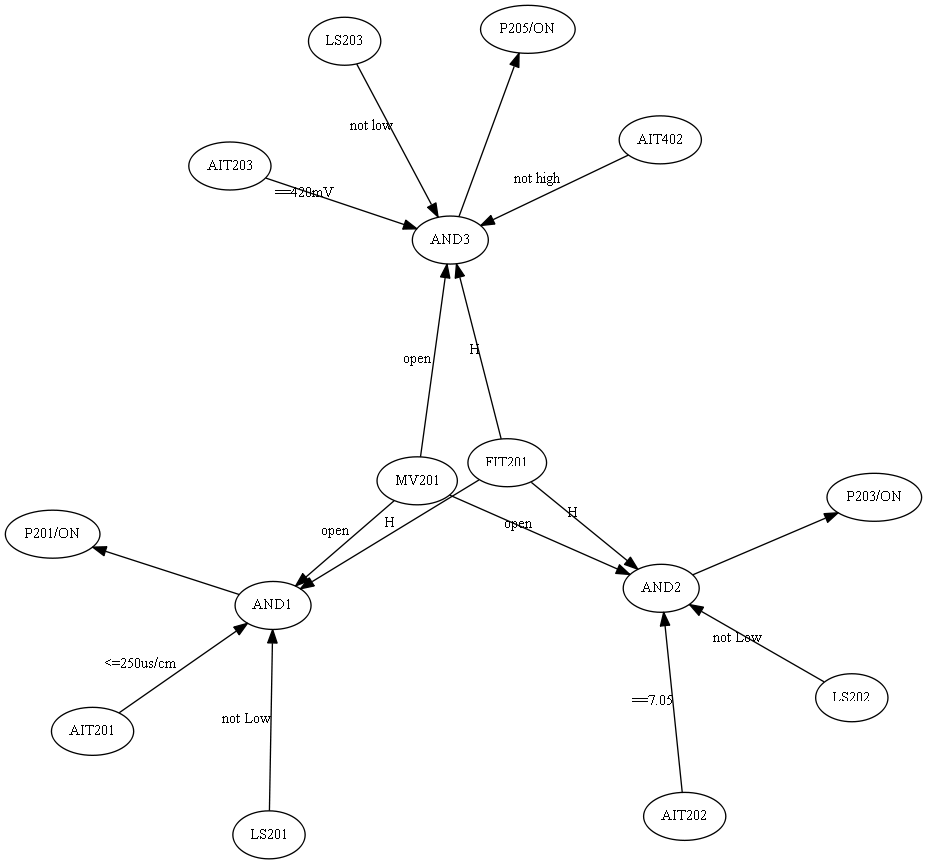 P205/ON
LS203
not low
AIT402
AIT203
not high
==420mV
AND3
open
H
FIT201
MV201
P203/ON
P201/ON
open
H
open
H
AND2
AND1
not Low
<=250us/cm
LS202
==7.05
not Low
AIT201
AIT202
LS201